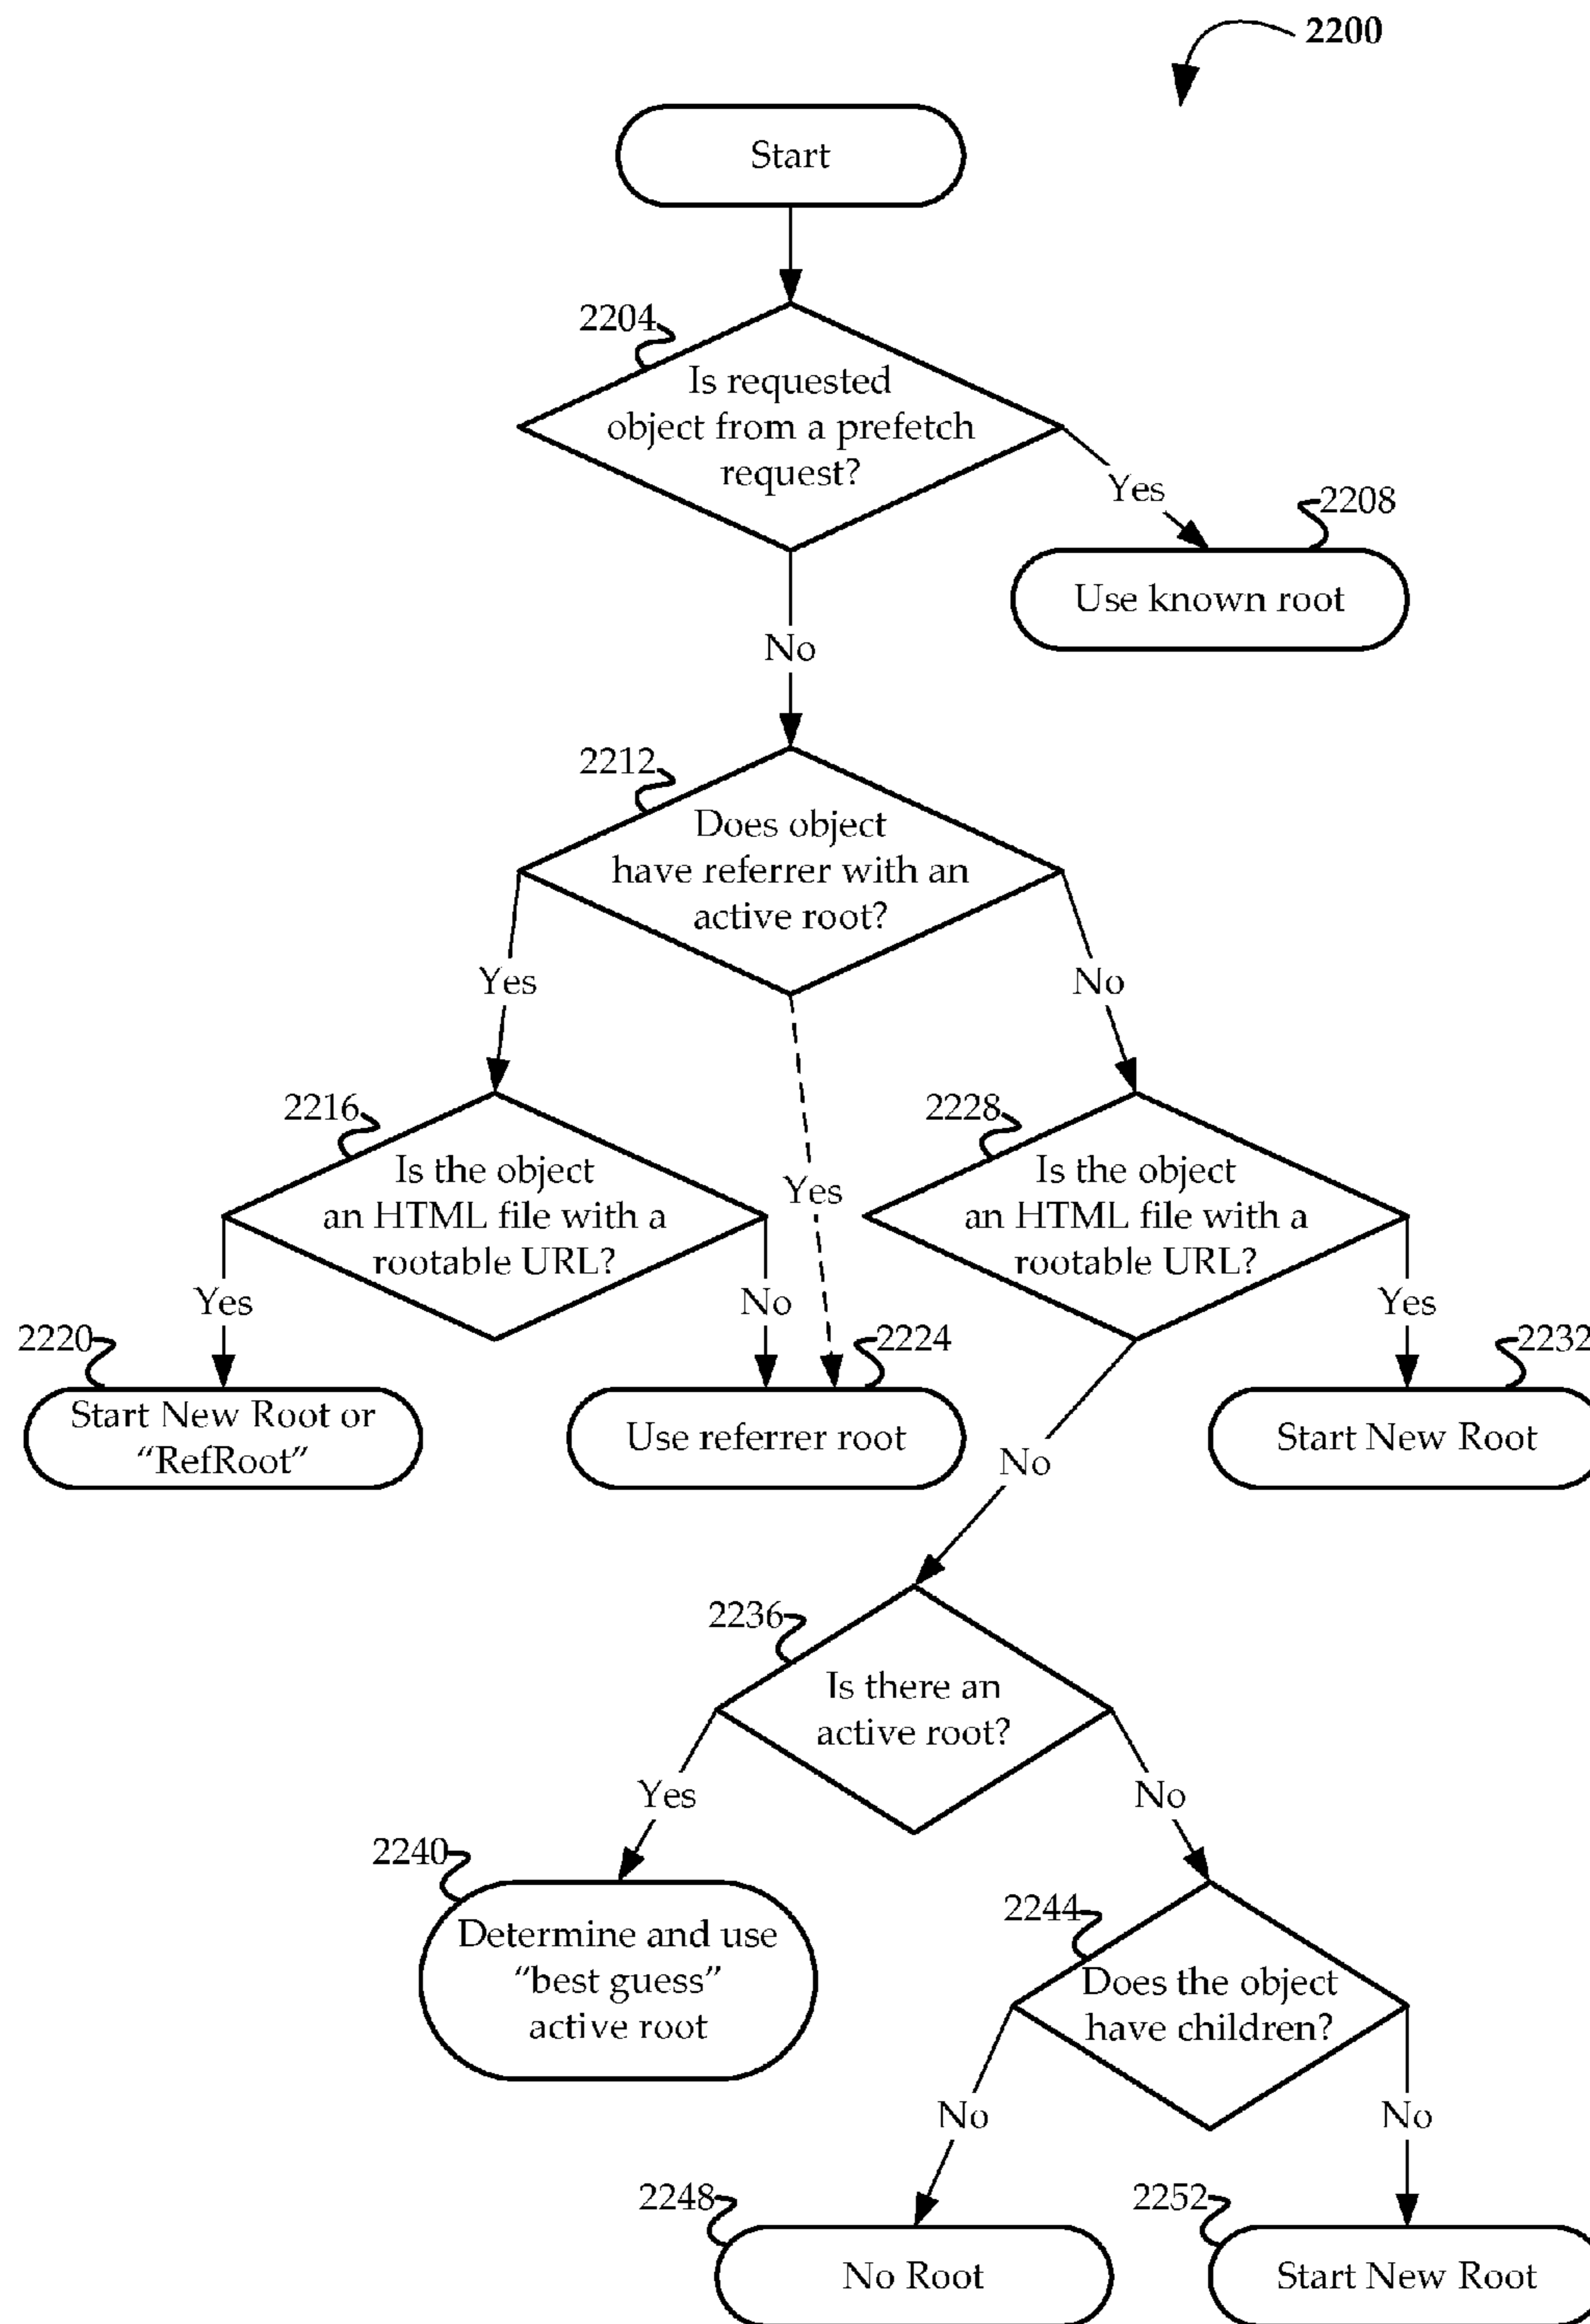 2200
Start
2204
Is requested
object from a prefetch
request?
Yes
2208
Use known root
No
2212
Does object
have referrer with an
active root?
Yes
No
2216
Is the object
an HTML file with a
rootable URL?
Yes
2228
Is the object
an HTML file with a
rootable URL?
Yes
No
Yes
2220
Start New Root or
“RefRoot”
2224
Use referrer root
2232
Start New Root
No
2236
Is there an
active root?
Yes
No
2240
Determine and use
“best guess”
active root
2244
Does the object
have children?
No
No
2248
No Root
2252
Start New Root